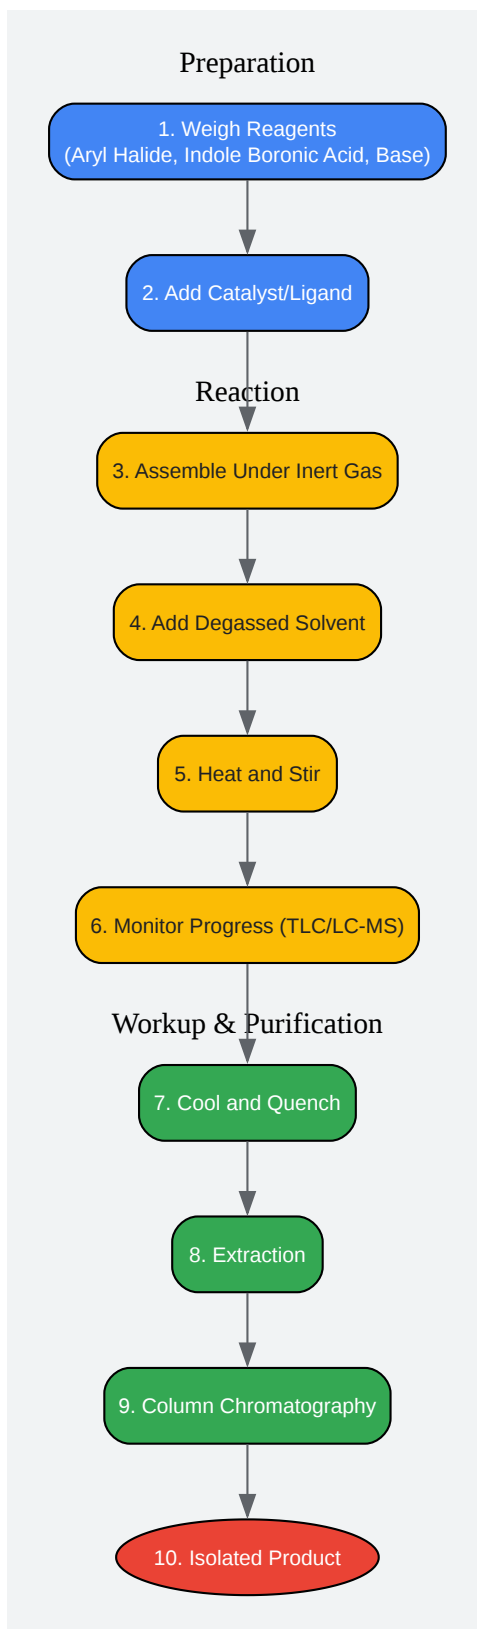 Preparation
1. Weigh Reagents
(Aryl Halide, Indole Boronic Acid, Base)
2. Add Catalyst/Ligand
Reaction
3. Assemble Under Inert Gas
4. Add Degassed Solvent
5. Heat and Stir
6. Monitor Progress (TLC/LC-MS)
Workup & Purification
7. Cool and Quench
8. Extraction
9. Column Chromatography
10. Isolated Product